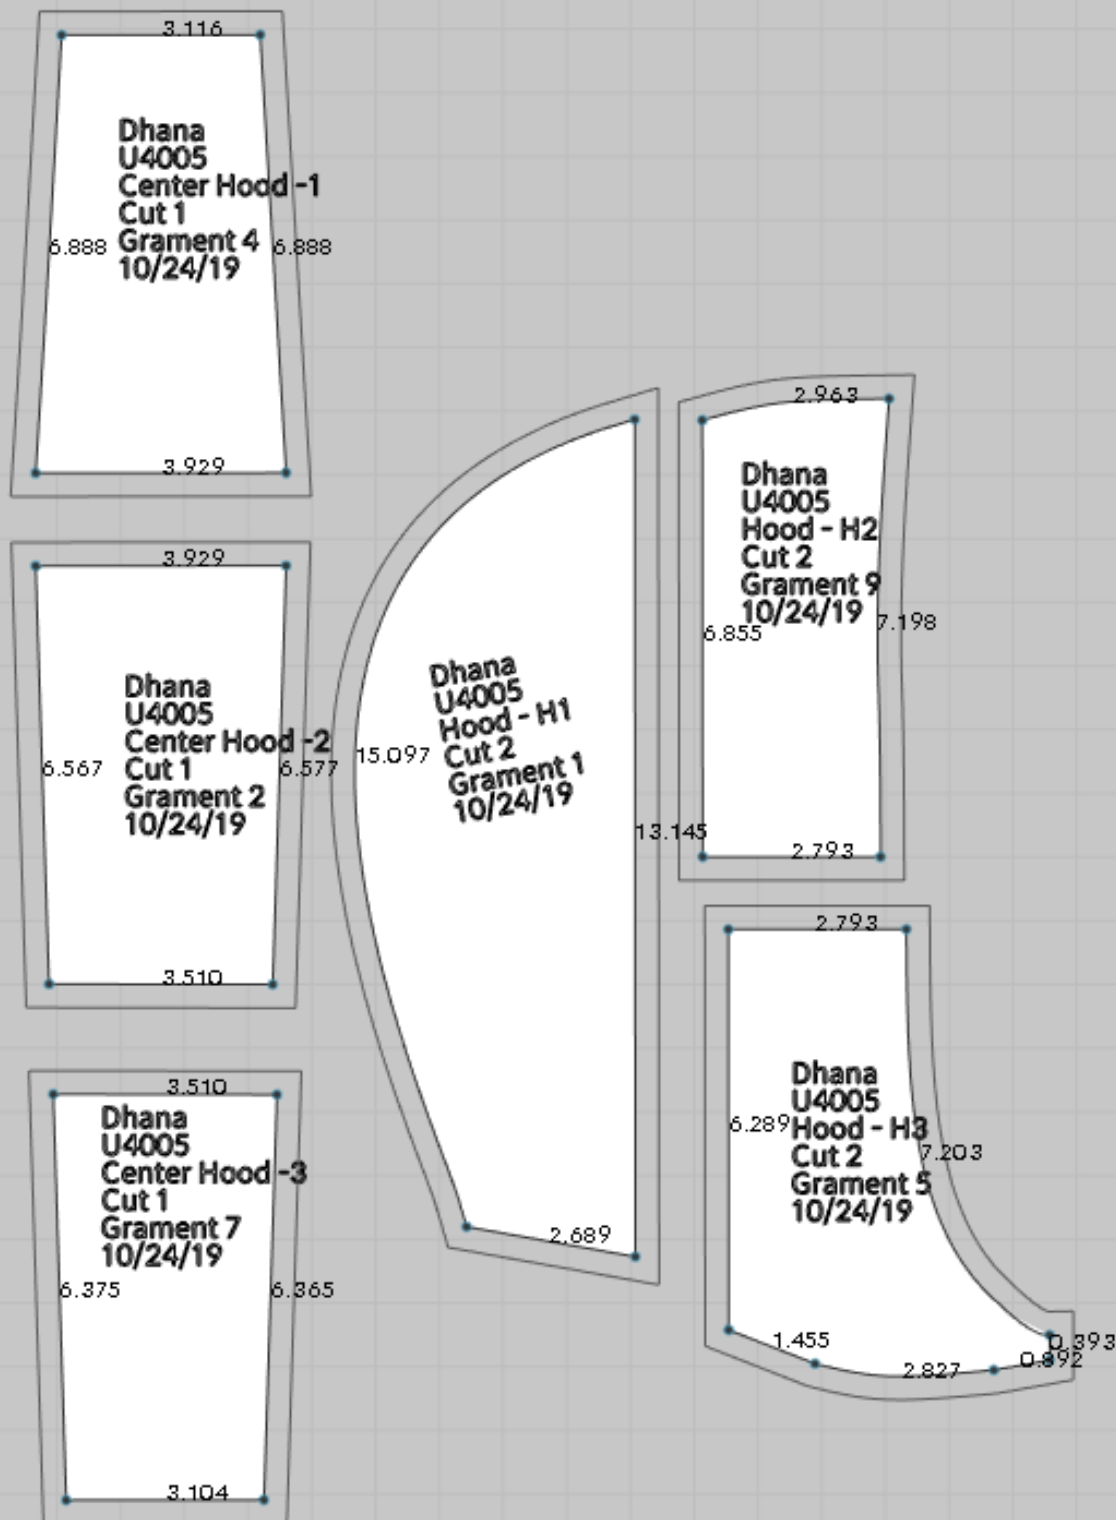 3.116
Dhana
U4005
Center Hood -1
Cut 1
Grament 4
10/24/19
6.888
6.888
3.929
3.929
Dhana
U4005
Center Hood -2
Cut 1
Grament 2
10/24/19
6.567
6.577
3.510
3.510
Dhana
U4005
Center Hood -3
Cut 1
Grament 7
10/24/19
6.375
6.365
3.104
Dhana
U4005
Hood - H1
Cut 2
Grament 1
10/24/19
15.097
13.145
2.689
2.963
Dhana
U4005
Hood - H2
Cut 2
Grament 9
10/24/19
6.855
7.198
2.793
2.793
Dhana
U4005
Hood - H3
Cut 2
Grament 5
10/24/19
6.289
7.203
1.455
2.827
0.892
0.393